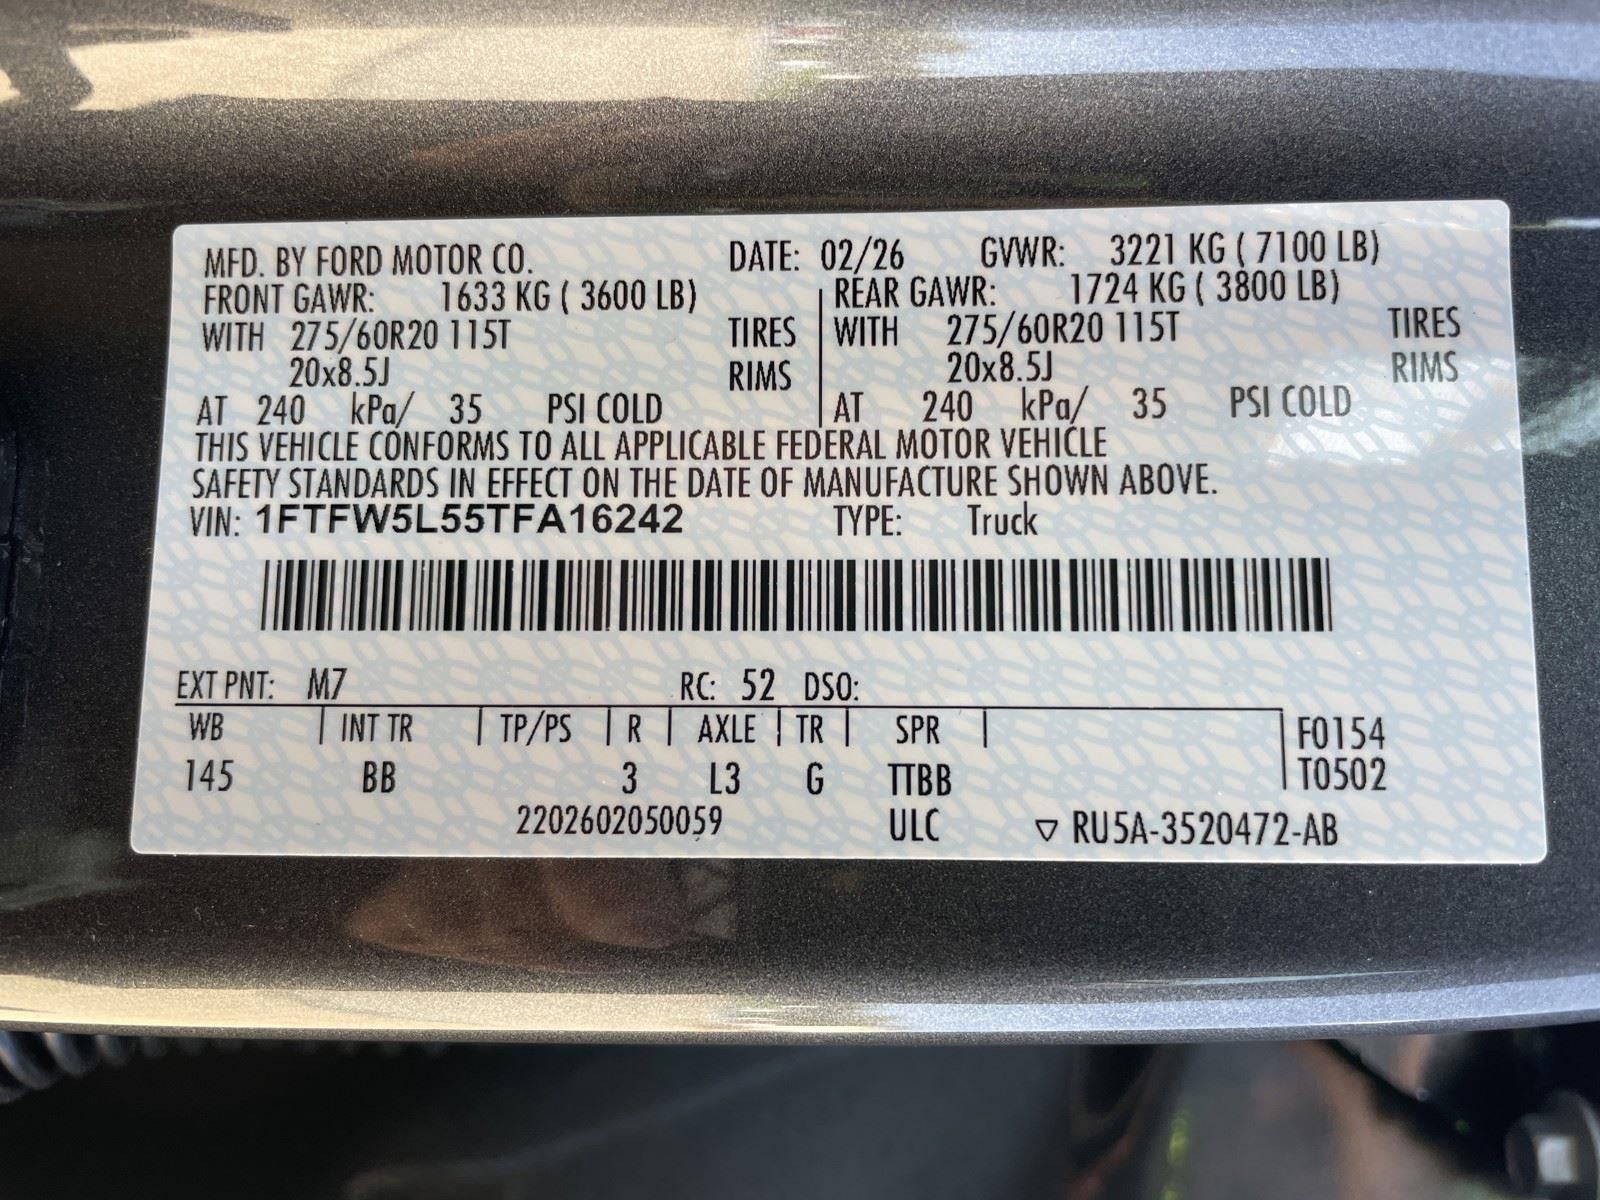 MFD. BY FORD MOTOR CO. DATE: 02/26 GVWR: 3221 KG ( 7100 LB)
FRONT GAWR: 1633 KG ( 3600 LB) REAR GAWR: 1724 KG ( 3800 LB)
WITH 275/60R20 115T TIRES WITH 275/60R20 115T TIRES
20x8.5J RIMS 20x8.5J RIMS
AT 240 kPa/ 35 PSI COLD AT 240 kPa/ 35 PSI COLD
THIS VEHICLE CONFORMS TO ALL APPLICABLE FEDERAL MOTOR VEHICLE
SAFETY STANDARDS IN EFFECT ON THE DATE OF MANUFACTURE SHOWN ABOVE.
VIN: 1FTFW5L55TFA16242 TYPE: Truck
EXT PNT: M7 RC: 52 DSO:
WB INT TR TP/PS R AXLE TR SPR F0154
145 BB 3 L3 G TTBB T0502
2202602050059 ULC ▽ RU5A-3520472-AB